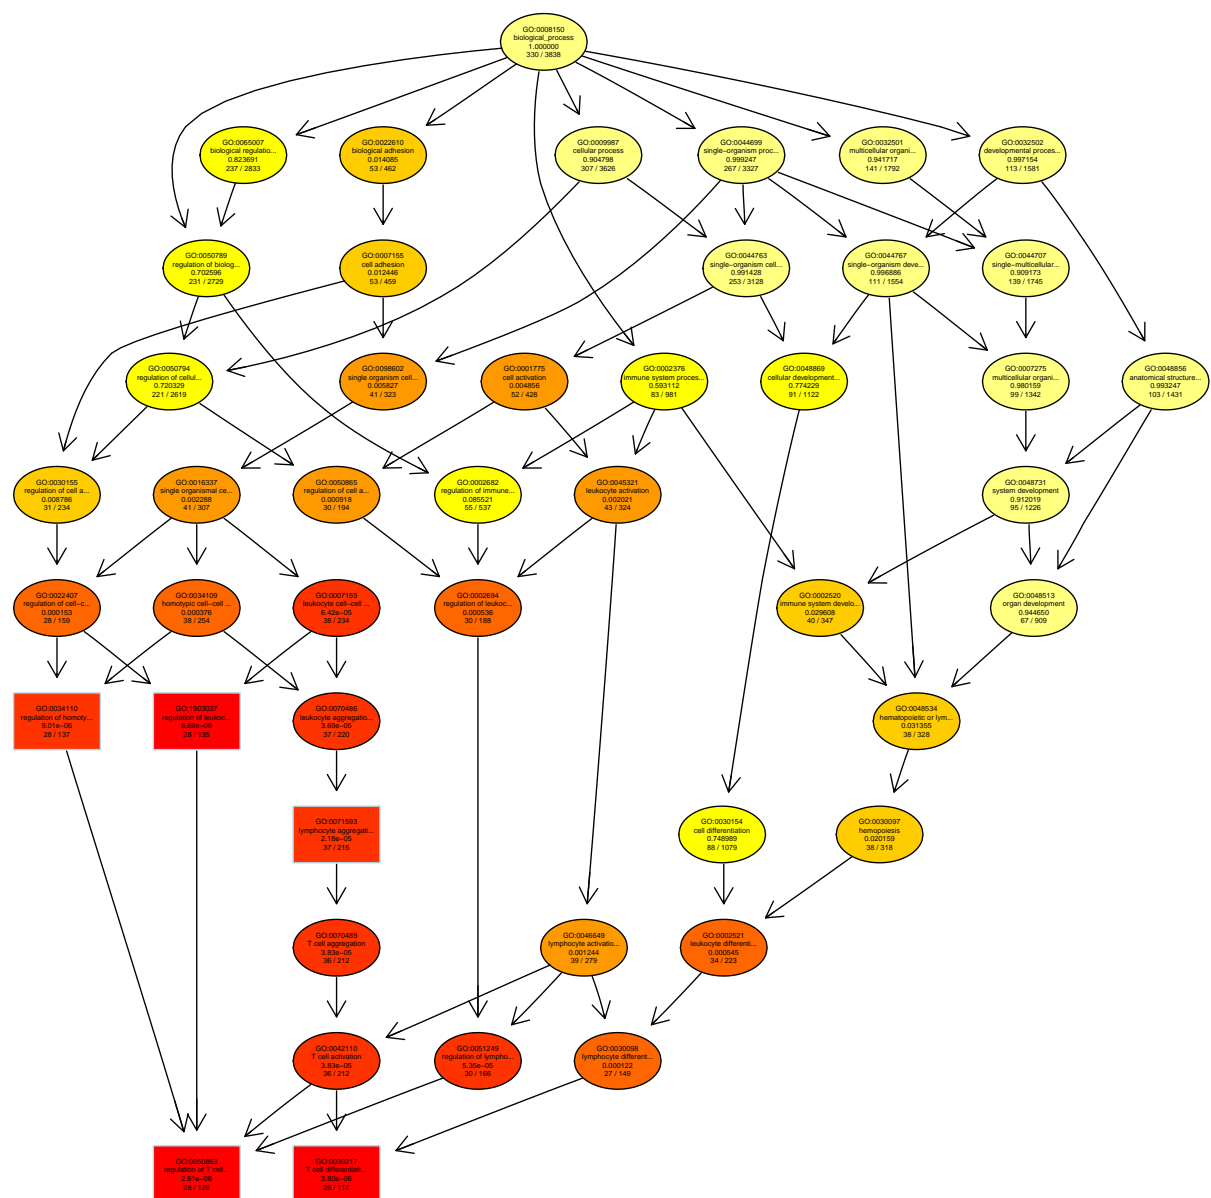 GO:0008150
biological_process
1.000000
330 / 3838
GO:0065007
biological regulatio...
0.823691
237 / 2833
GO:0022610
biological adhesion
0.014085
53 / 462
GO:0009987
cellular process
0.904798
307 / 3626
GO:0044699
single−organism proc...
0.999247
267 / 3327
GO:0032501
multicellular organi...
0.941717
141 / 1792
GO:0032502
developmental proces...
0.997154
113 / 1581
GO:0050789
regulation of biolog...
0.702596
231 / 2729
GO:0007155
cell adhesion
0.012446
53 / 459
GO:0044763
single−organism cell...
0.991428
253 / 3128
GO:0044767
single−organism deve...
0.996886
111 / 1554
GO:0044707
single−multicellular...
0.909173
139 / 1745
GO:0050794
regulation of cellul...
0.720329
221 / 2619
GO:0098602
single organism cell...
0.005827
41 / 323
GO:0001775
cell activation
0.004856
52 / 428
GO:0002376
immune system proces...
0.593112
83 / 981
GO:0048869
cellular development...
0.774229
91 / 1122
GO:0007275
multicellular organi...
0.980159
99 / 1342
GO:0048856
anatomical structure...
0.993247
103 / 1431
GO:0030155
regulation of cell a...
0.008786
31 / 234
GO:0016337
single organismal ce...
0.002288
41 / 307
GO:0050865
regulation of cell a...
0.000918
30 / 194
GO:0002682
regulation of immune...
0.085521
55 / 537
GO:0045321
leukocyte activation
0.002021
43 / 324
GO:0048731
system development
0.912019
95 / 1226
GO:0022407
regulation of cell−c...
0.000153
28 / 159
GO:0034109
homotypic cell−cell ...
0.000376
38 / 254
GO:0007159
leukocyte cell−cell ...
6.42e−05
38 / 234
GO:0002694
regulation of leukoc...
0.000536
30 / 188
GO:0002520
immune system develo...
0.029608
40 / 347
GO:0048513
organ development
0.944650
67 / 909
GO:0034110
regulation of homoty...
9.01e−06
28 / 137
GO:1903037
regulation of leukoc...
6.69e−06
28 / 135
GO:0070486
leukocyte aggregatio...
3.69e−05
37 / 220
GO:0048534
hematopoietic or lym...
0.031355
38 / 328
GO:0071593
lymphocyte aggregati...
2.18e−05
37 / 215
GO:0030154
cell differentiation
0.748989
88 / 1079
GO:0030097
hemopoiesis
0.020159
38 / 318
GO:0070489
T cell aggregation
3.83e−05
36 / 212
GO:0046649
lymphocyte activatio...
0.001244
39 / 279
GO:0002521
leukocyte differenti...
0.000545
34 / 223
GO:0042110
T cell activation
3.83e−05
36 / 212
GO:0051249
regulation of lympho...
5.35e−05
30 / 166
GO:0030098
lymphocyte different...
0.000122
27 / 149
GO:0050863
regulation of T cell...
2.61e−06
28 / 129
GO:0030217
T cell differentiati...
3.80e−06
26 / 117